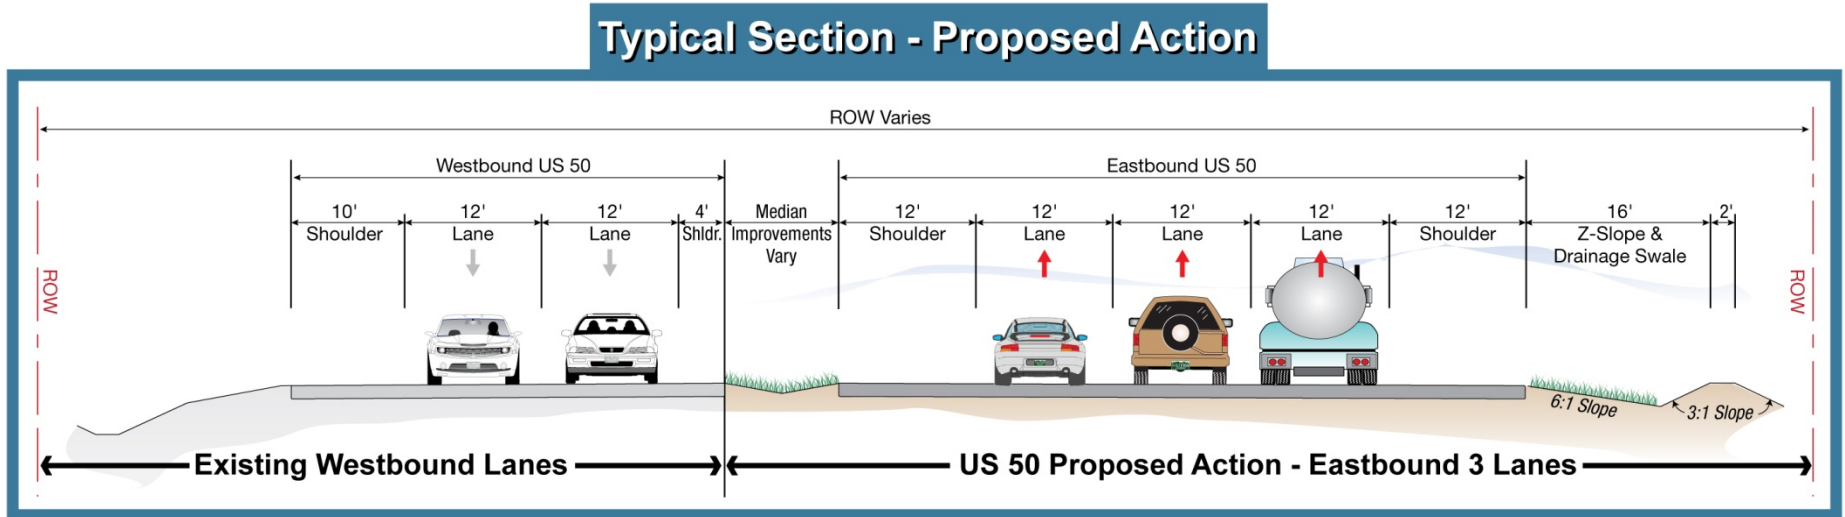 Typical Section - Proposed Action
ROW Varies
Westbound US 50
Eastbound US 50
10'
Shoulder
12'
Lane
12'
Lane
4'
Shldr.
Median
Improvements
Vary
12'
Shoulder
12'
Lane
12'
Lane
12'
Lane
12'
Shoulder
16'
Z-Slope &
Drainage Swale
2'
ROW
ROW
6:1 Slope
3:1 Slope
Existing Westbound Lanes
US 50 Proposed Action - Eastbound 3 Lanes